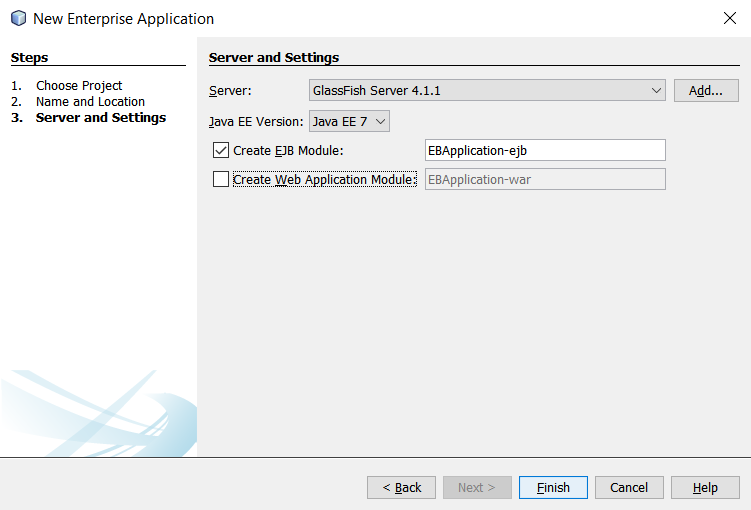 New Enterprise Application
Steps
1. Choose Project
2. Name and Location
3. Server and Settings
Server and Settings
Server: GlassFish Server 4.1.1 Add...
Java EE Version: Java EE 7
Create EJB Module: EBApplication-ejb
Create Web Application Module: EBApplication-war
< Back Next > Finish Cancel Help